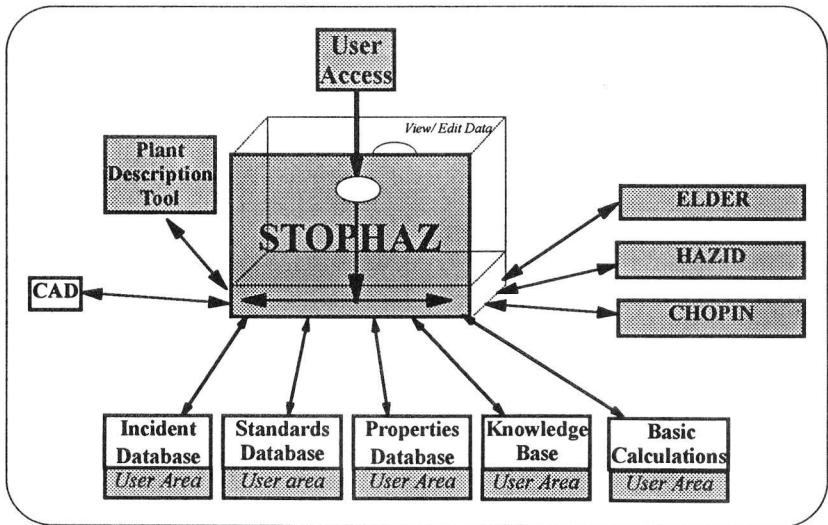 User
Access
View/ Edit Data
Plant
Description
Tool
STOPHAZ
ELDER
HAZID
CHOPIN
CAD
Incident
Database
User Area
Standards
Database
User area
Properties
Database
User Area
Knowledge
Base
User Area
Basic
Calculations
User Area